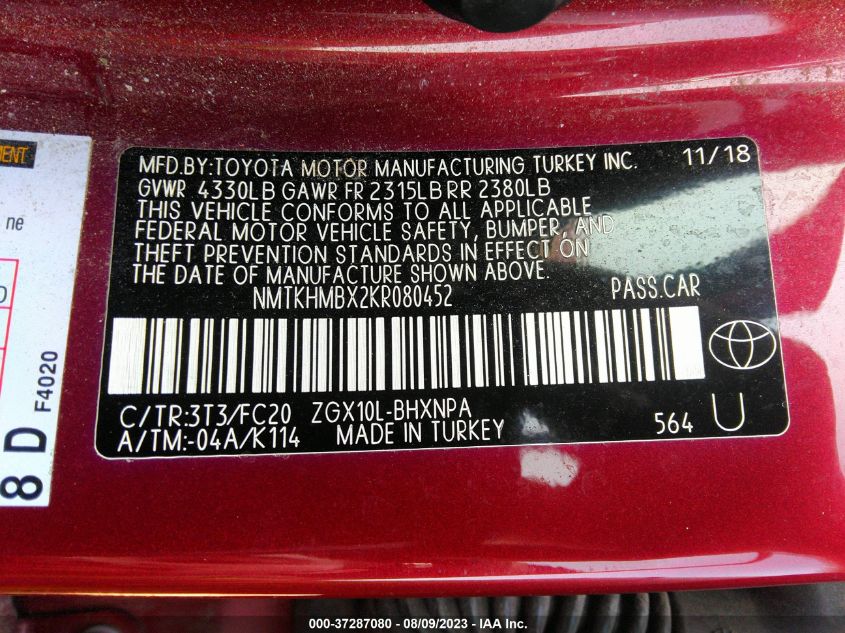 MFD.BY:TOYOTA MOTOR MANUFACTURING TURKEY INC. 11/18
GVWR 4330LB GAWR FR 2315LB RR 2380LB
THIS VEHICLE CONFORMS TO ALL APPLICABLE
FEDERAL MOTOR VEHICLE SAFETY, BUMPER, AND
THEFT PREVENTION STANDARDS IN EFFECT ON
THE DATE OF MANUFACTURE SHOWN ABOVE.
NMTKHMBX2KR080452 PASS.CAR
C/TR:3T3/FC20 ZGX10L-BHXNPA
A/TM:-04A/K114 MADE IN TURKEY 564 U
ne
8 D F4020
000-37287080 - 08/09/2023 - IAA Inc.